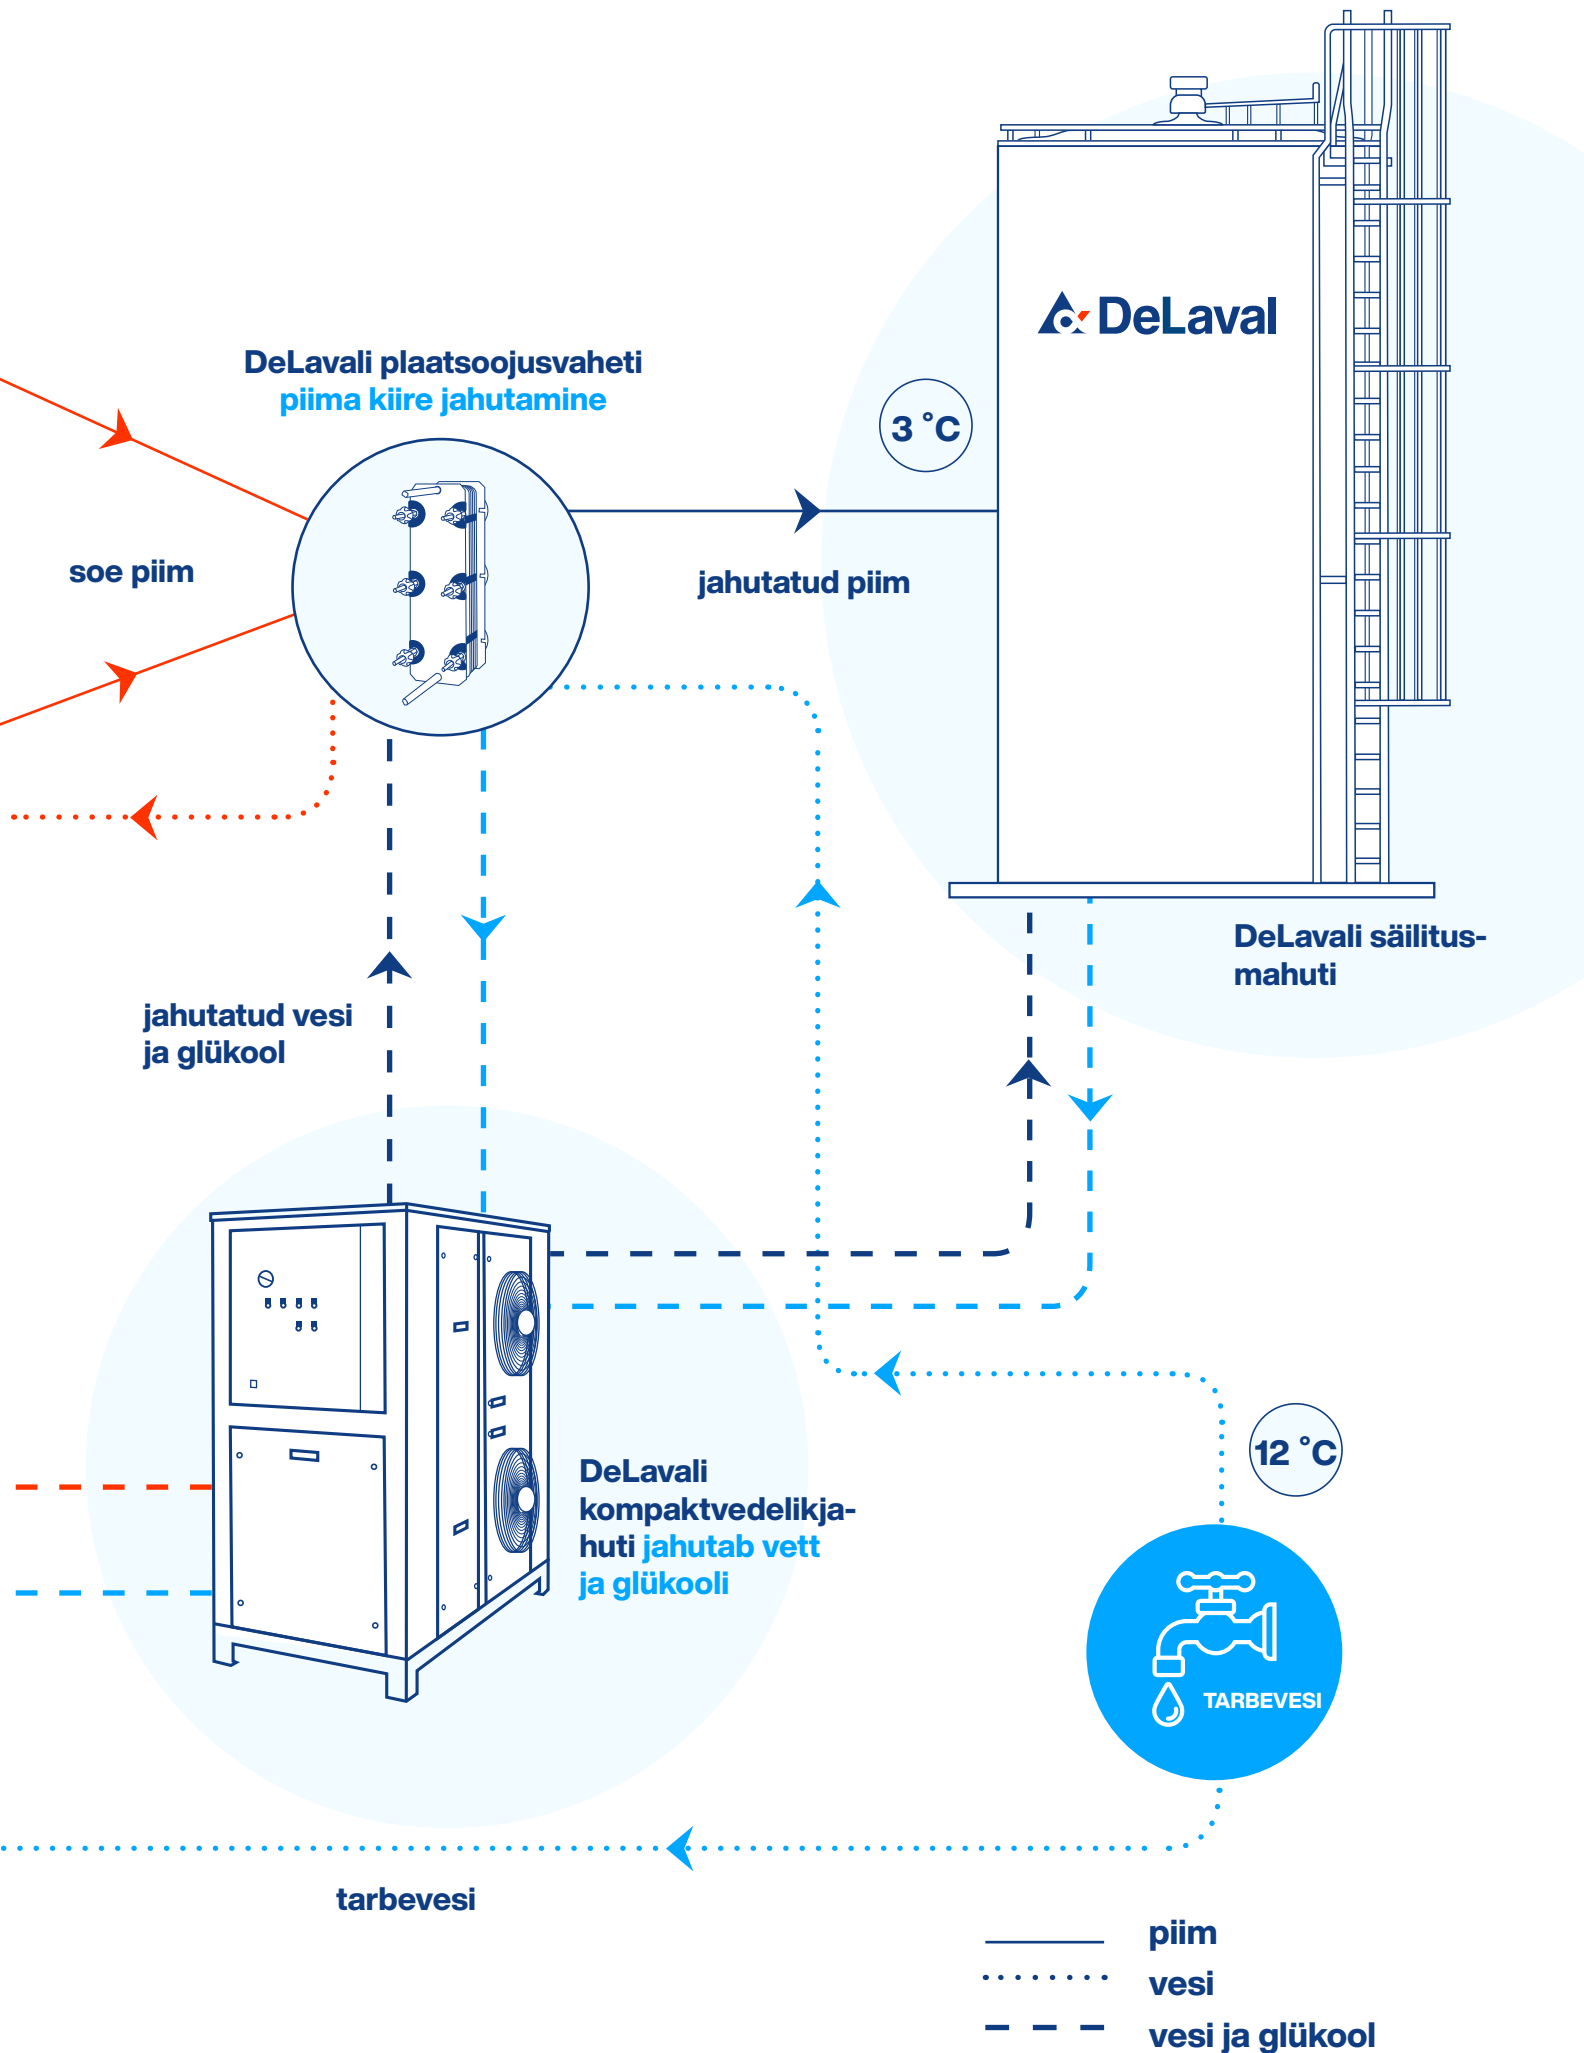 DeLaval
DeLavali plaatsoojusvaheti
piima kiire jahutamine
3 °C
soe piim
jahutatud piim
DeLavali säilitus-
mahuti
jahutatud vesi
ja glükool
12 °C
DeLavali
kompaktvedelikja-
huti jahutab vett
ja glükooli
TARBEVESI
tarbevesi
piim
vesi
vesi ja glükool